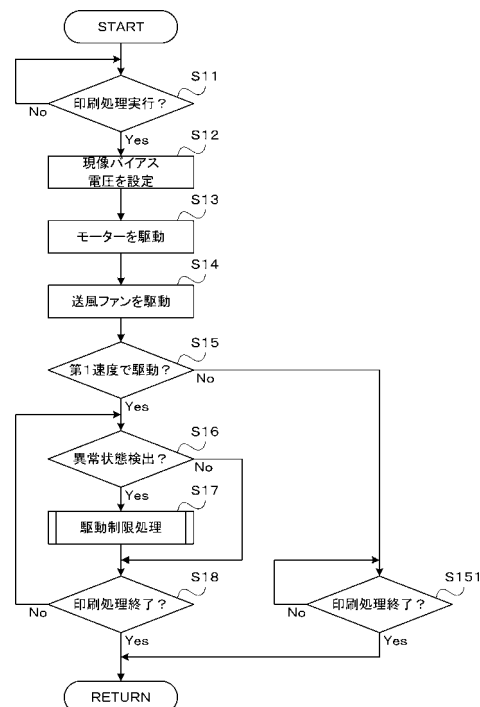 START
S11
印刷処理実行?
No
Yes
S12
現像バイアス
電圧を設定
S13
モーターを駆動
S14
送風ファンを駆動
S15
第1速度で駆動?
No
Yes
S16
異常状態検出?
No
Yes
S17
駆動制限処理
S18
印刷処理終了?
No
Yes
S151
印刷処理終了?
No
Yes
RETURN